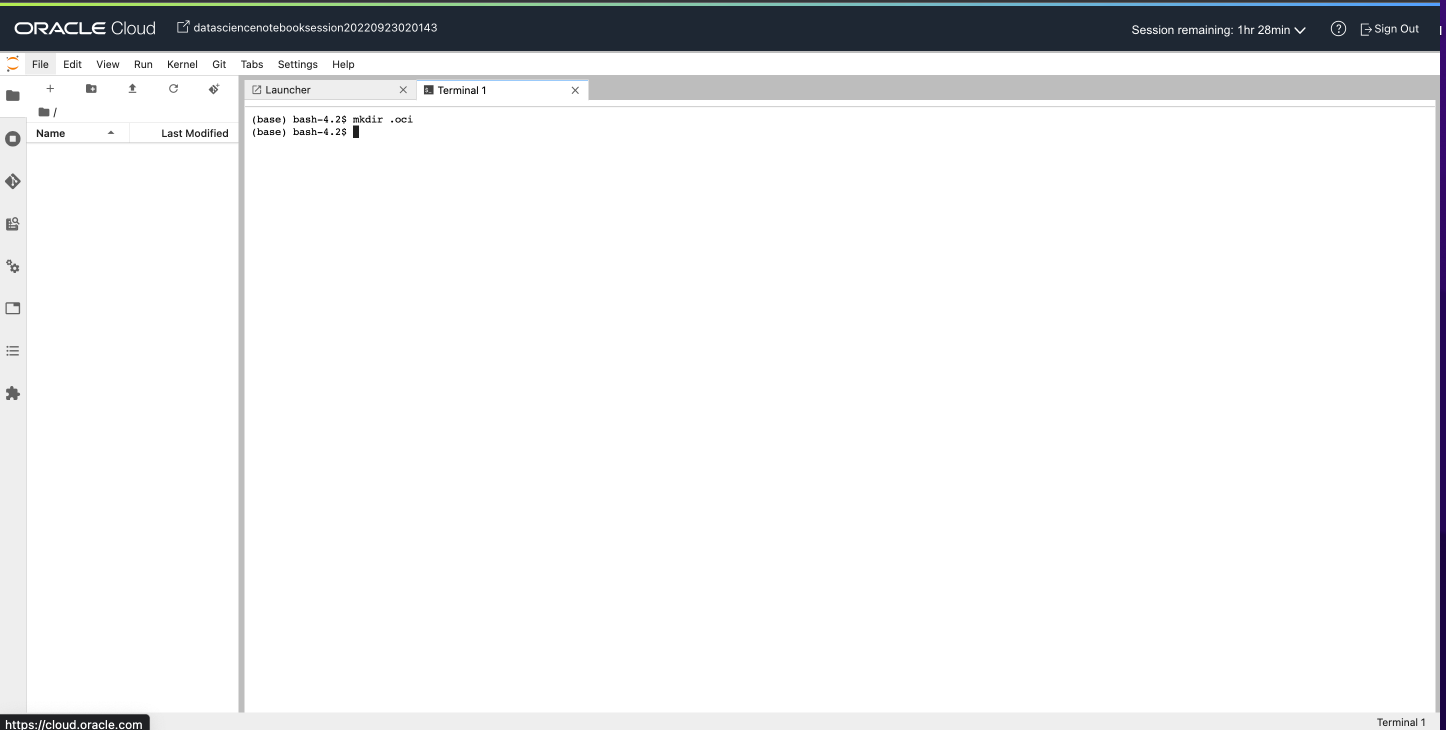 ORACLE Cloud datasciencenotebooksession20220923020143 Session remaining: 1hr 28min Sign Out
File Edit View Run Kernel Git Tabs Settings Help
Launcher Terminal 1
/
Name Last Modified
(base) bash-4.2$ mkdir .oci
(base) bash-4.2$
https://cloud.oracle.com Terminal 1